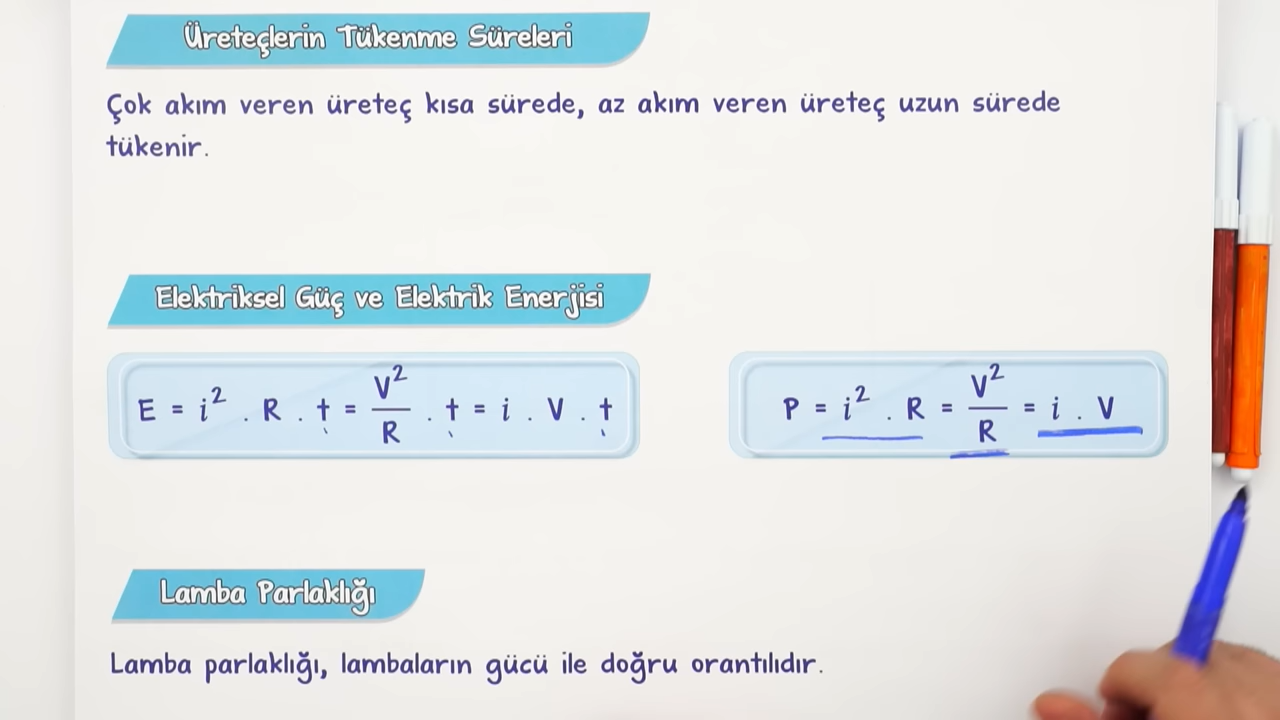 Üreteçlerin Tükenme Süreleri
Çok akım veren üreteç kısa sürede, az akım veren üreteç uzun sürede
tükenir.
Elektriksel Güç ve Elektrik Enerjisi
E = i² . R . t = V²/R . t = i . V . t
P = i² . R = V²/R = i . V
Lamba Parlaklığı
Lamba parlaklığı, lambaların gücü ile doğru orantılıdır.